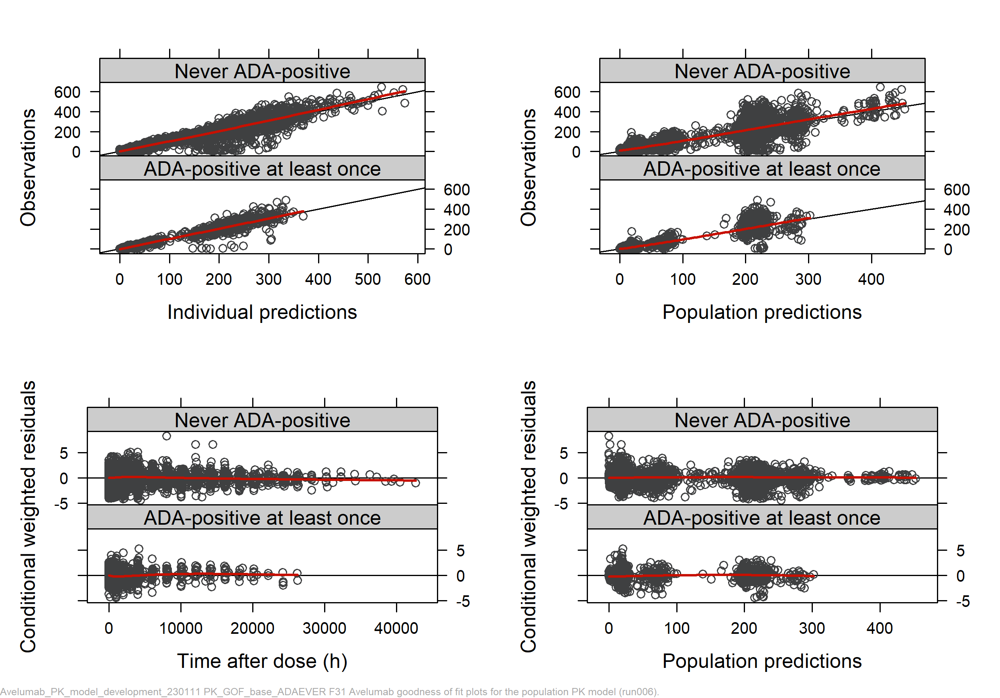 Never ADA-positive
600
400
200
0
Observations
ADA-positive at least once
600
400
200
0
0 100 200 300 400 500 600
Individual predictions
Never ADA-positive
600
400
200
0
Observations
ADA-positive at least once
600
400
200
0
0 100 200 300 400
Population predictions
Never ADA-positive
5
0
-5
Conditional weighted residuals
ADA-positive at least once
5
0
-5
0 10000 20000 30000 40000
Time after dose (h)
Never ADA-positive
5
0
-5
Conditional weighted residuals
ADA-positive at least once
5
0
-5
0 100 200 300 400
Population predictions
Avelumab_PK_model_development_230111 PK_GOF_base_ADAEVER F31 Avelumab goodness of fit plots for the population PK model (run006).